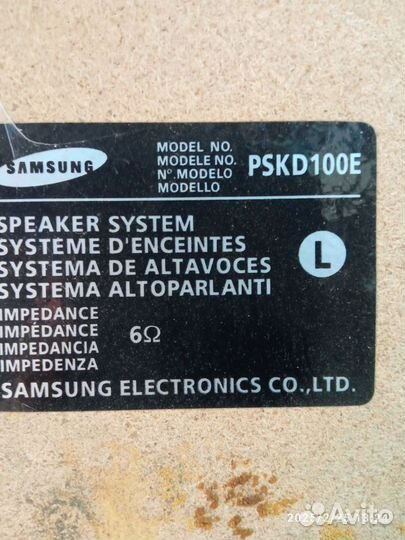 SAMSUNG
MODEL NO.
MODELE NO.
Nº.MODELO
MODELLO
PSKD100E
SPEAKER SYSTEM
SYSTÈME D'ENCEINTES
SYSTEMA DE ALTAVOCES
SYSTEMA ALTOPARLANTI
L
IMPEDANCE
IMPÉDANCE
IMPEDANCIA
IMPEDENZA
6Ω
SAMSUNG ELECTRONICS CO.,LTD.
Avito